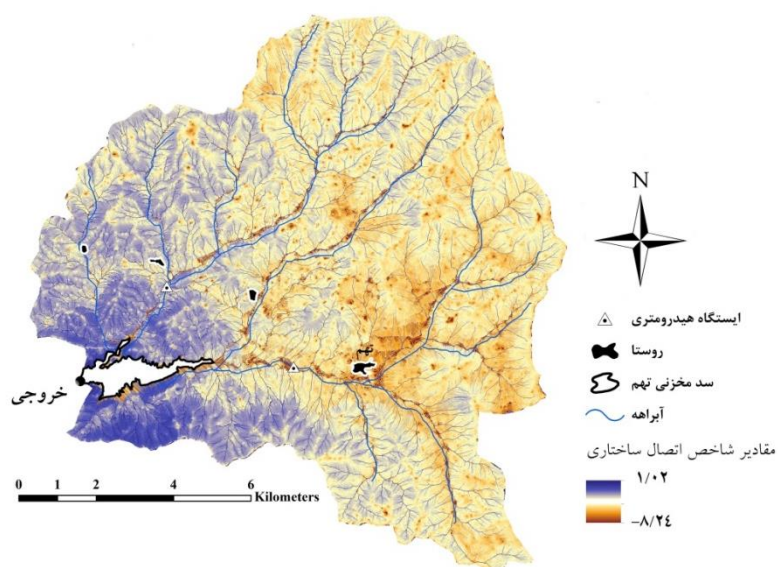 N
ایستگاه هیدرومتری
روستا
سد مخزنی تهم
آبراهه
مقادیر شاخص اتصال ساختاری
۱/۰۲
-۸/۲۴
تهم
خروجی
0 1 2 4 6
Kilometers